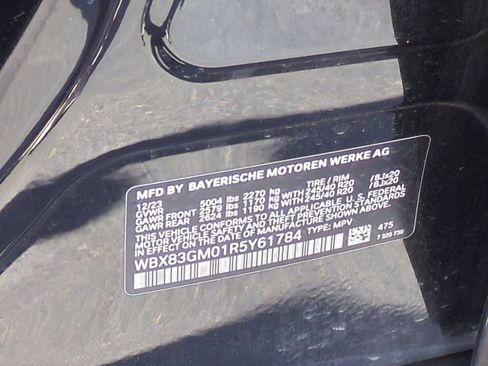 MFD BY BAYERISCHE MOTOREN WERKE AG
12/23 TIRE / RIM
GVWR 5004 lbs 2270 kg
GAWR FRONT 2579 lbs 1170 kg WITH 245/40 R20 /8Jx20
GAWR REAR 2624 lbs 1190 kg WITH 245/40 R20 /8Jx20
THIS VEHICLE CONFORMS TO ALL APPLICABLE U. S. FEDERAL
MOTOR VEHICLE SAFETY AND THEFT PREVENTION STANDARDS
IN EFFECT ON THE DATE OF MANUFACTURE SHOWN ABOVE.
WBX83GM01R5Y61784 TYPE: MPV 475
7 320 730